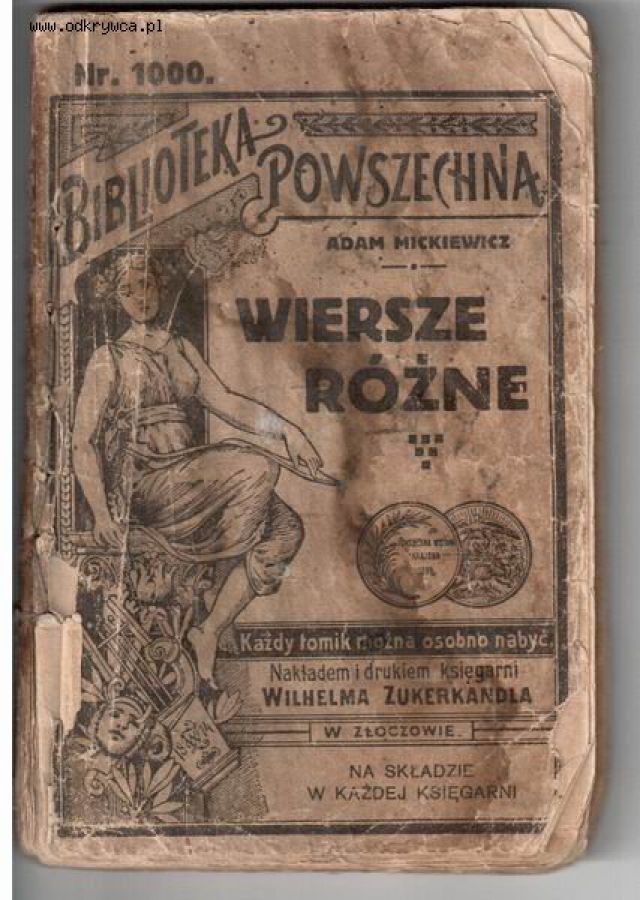 www.odkrywca.pl
Nr. 1000.
BIBLIOTEKA
POWSZECHNA
ADAM MICKIEWICZ
WIERSZE
RÓŻNE
Każdy tomik można osobno nabyć.
Nakładem i drukiem księgarni
WILHELMA ZUKERKANDLA
W ZŁOCZOWIE.
NA SKŁADZIE
W KAŻDEJ KSIĘGARNI